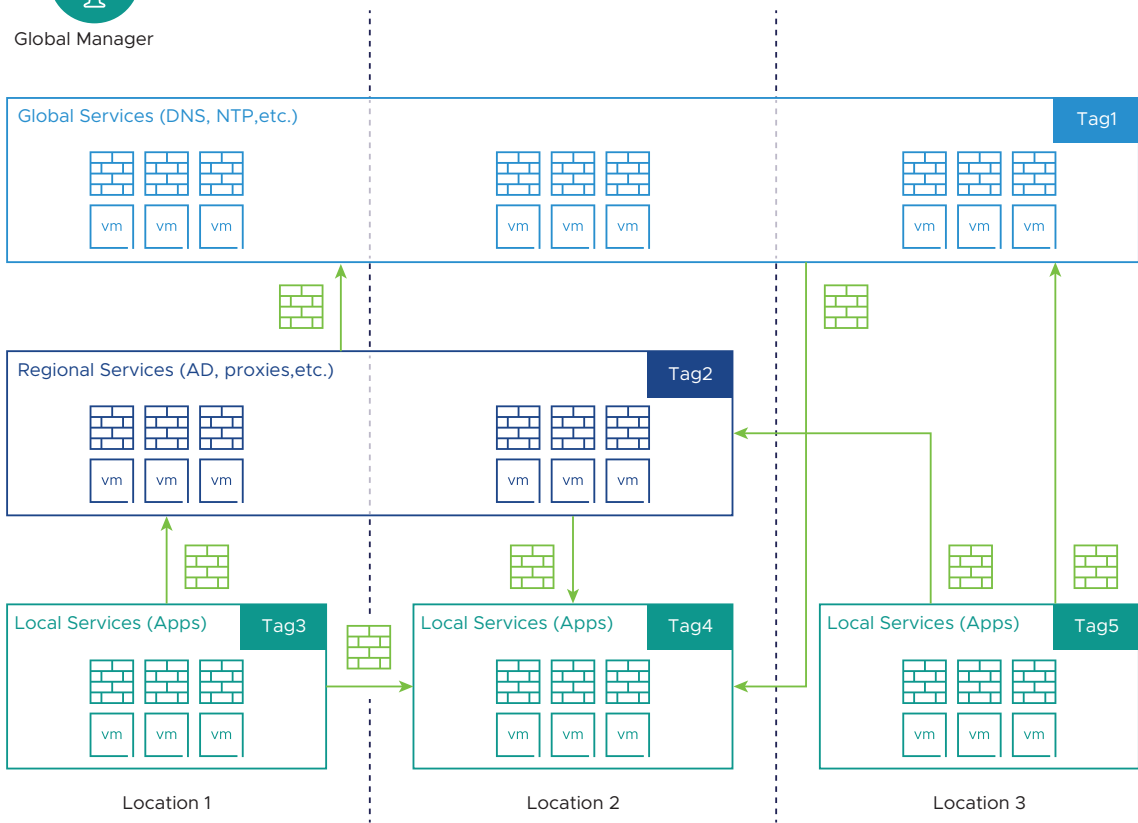 Global Manager
Global Services (DNS, NTP,etc.)
Tag1
vm vm vm vm vm vm vm vm vm
Regional Services (AD, proxies,etc.)
Tag2
vm vm vm vm vm vm
Local Services (Apps)
Tag3
Local Services (Apps)
Tag4
Local Services (Apps)
Tag5
vm vm vm vm vm vm vm vm vm
Location 1
Location 2
Location 3